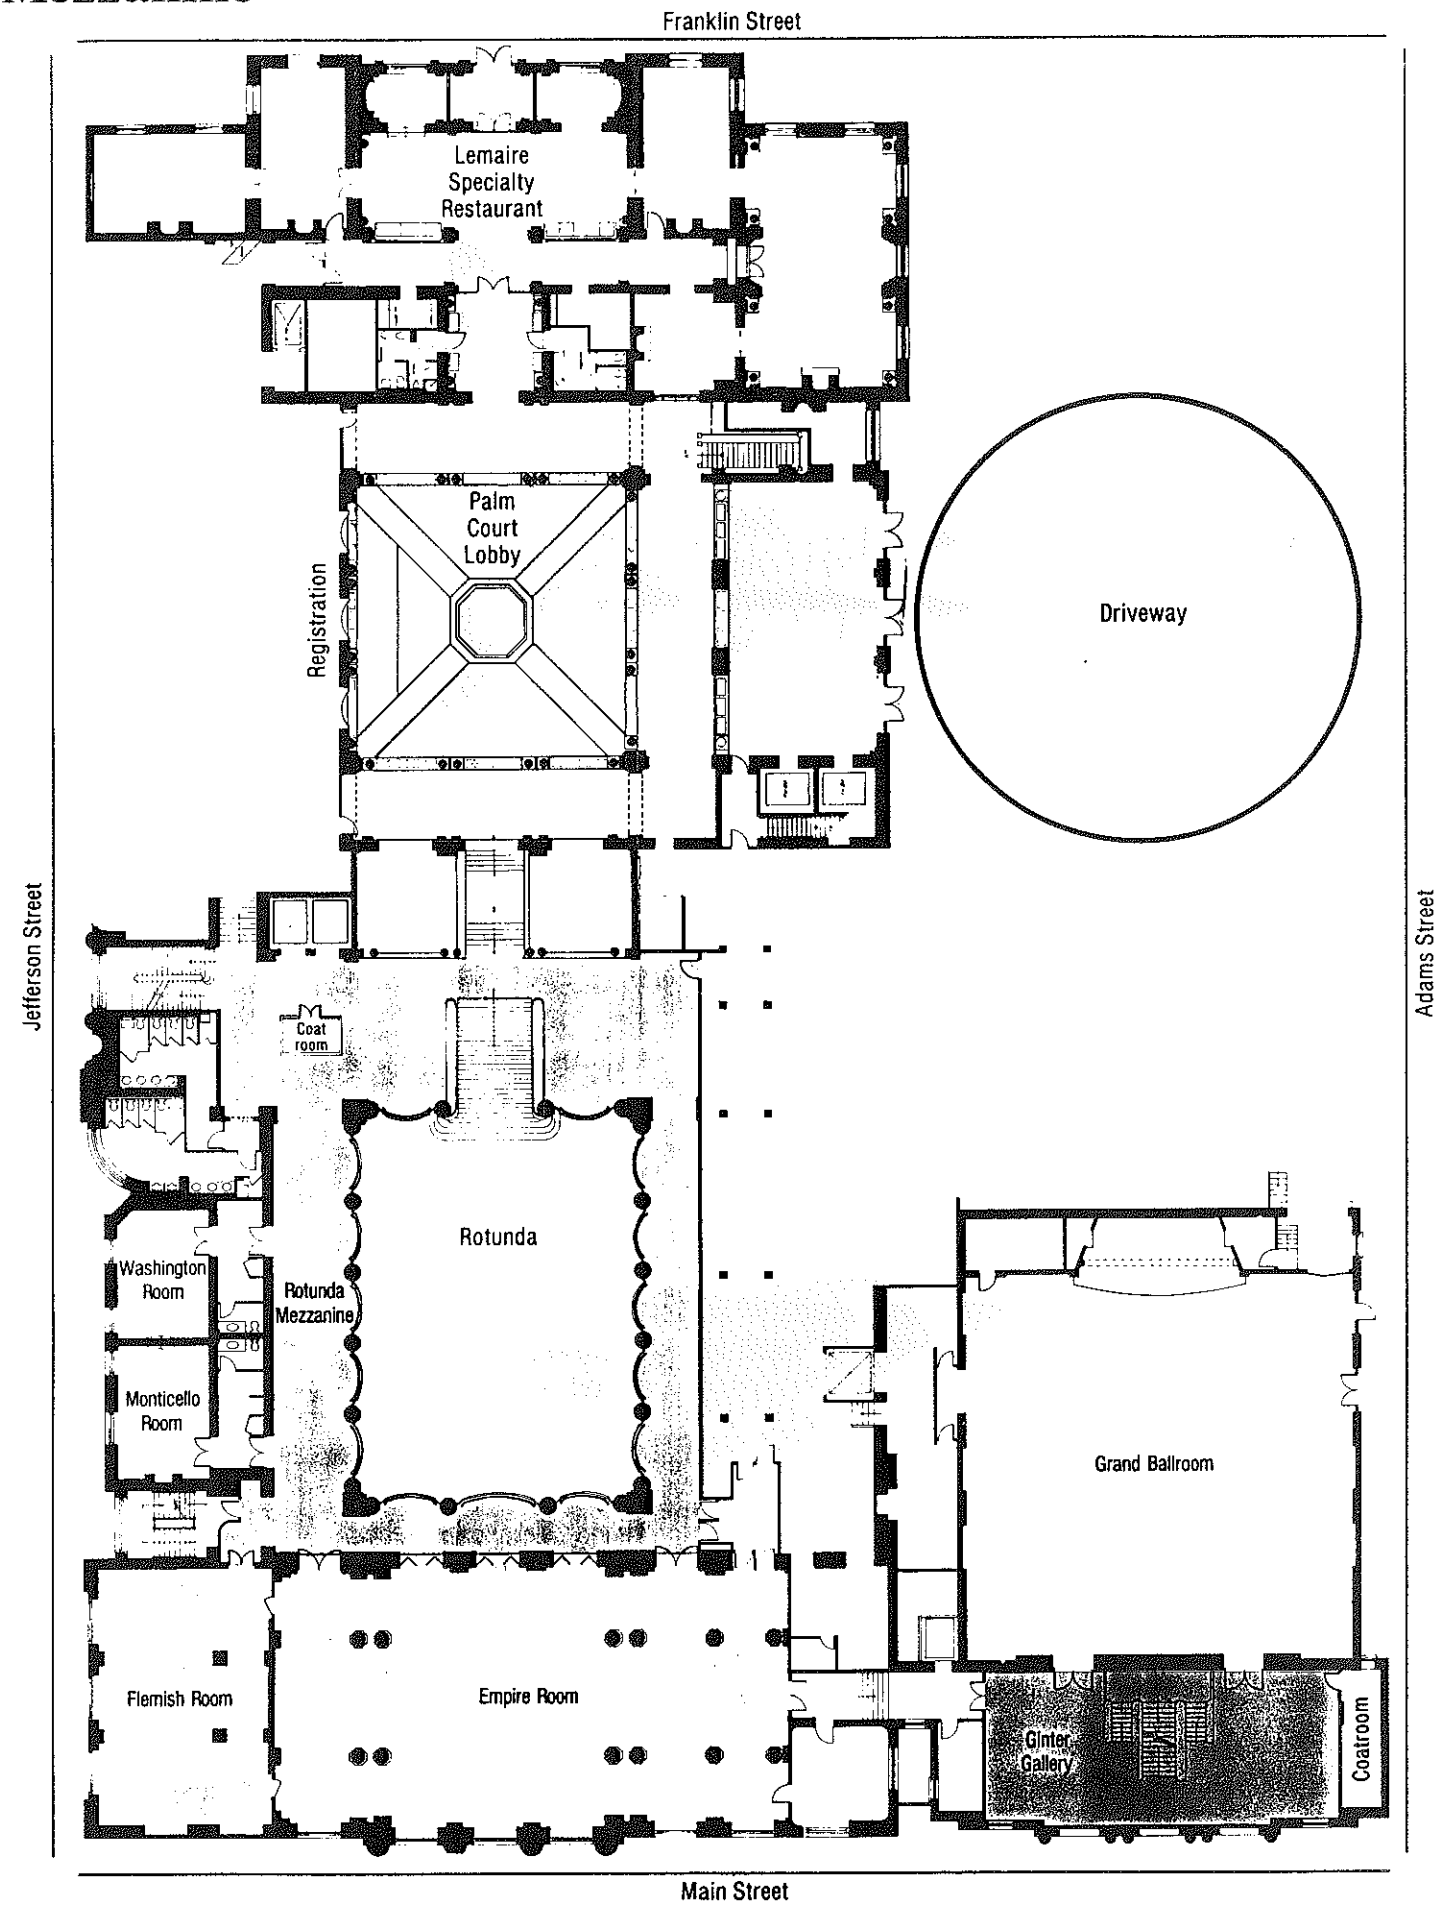 Franklin Street
Lemaire
Specialty
Restaurant
Palm
Court
Lobby
Registration
Driveway
Jefferson Street
Adams Street
Coat
room
Rotunda
Washington
Room
Rotunda
Mezzanine
Monticello
Room
Grand Ballroom
Flemish Room
Empire Room
Ginter
Gallery
Coatroom
Main Street